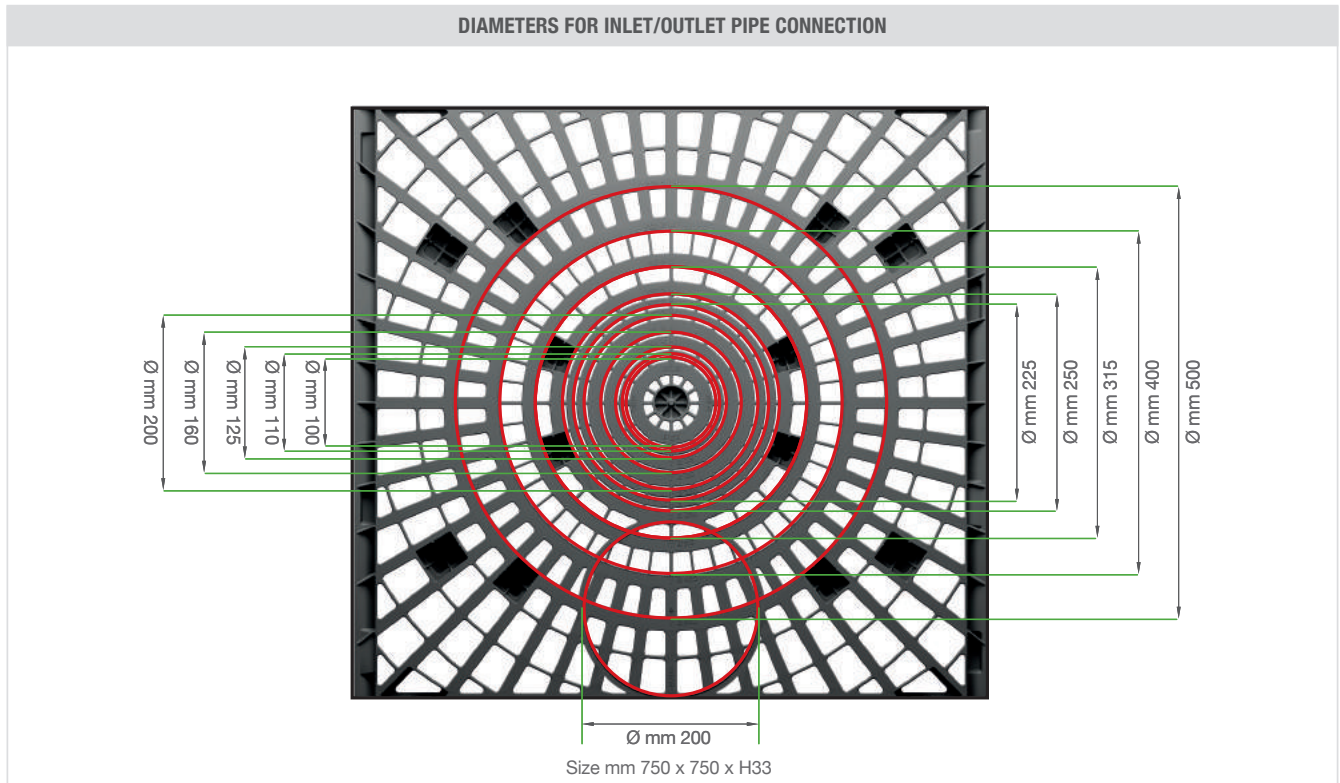 DIAMETERS FOR INLET/OUTLET PIPE CONNECTION
Ø mm 200
Ø mm 160
Ø mm 125
Ø mm 110
Ø mm 100
Ø mm 225
Ø mm 250
Ø mm 315
Ø mm 400
Ø mm 500
Ø mm 200
Size mm 750 x 750 x H33